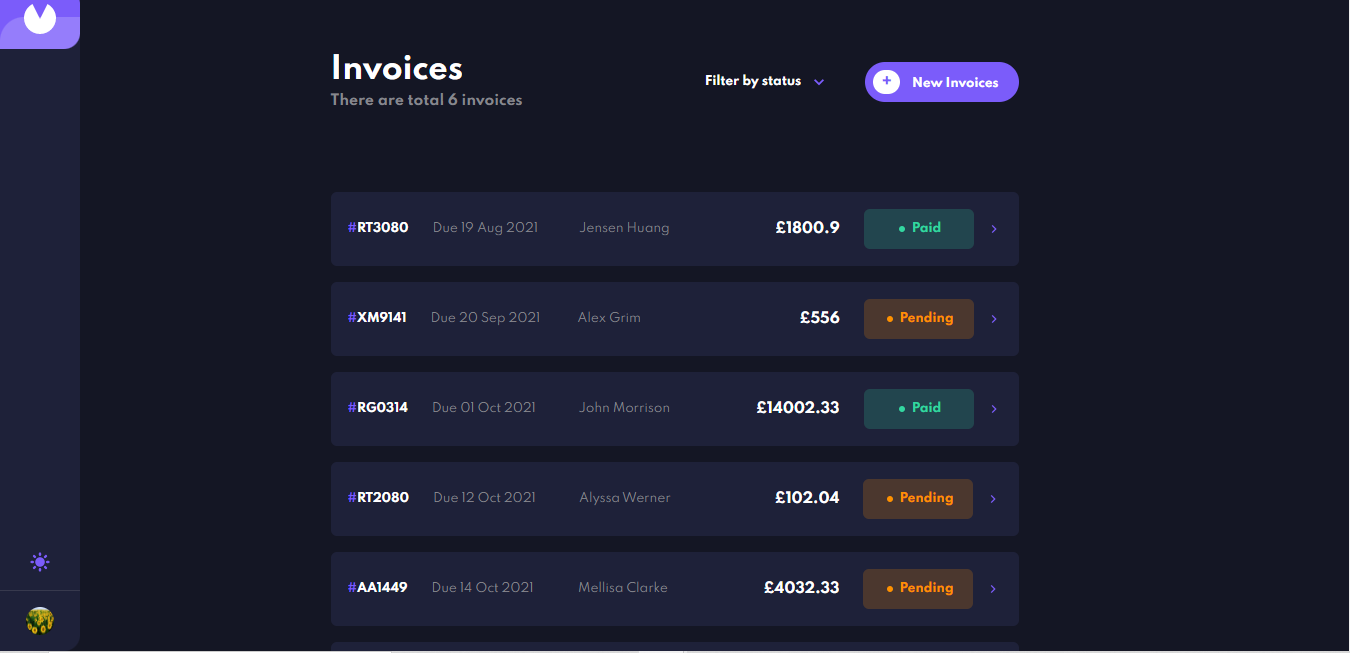 Invoices
There are total 6 invoices
Filter by status
+ New Invoices
#RT3080 Due 19 Aug 2021 Jensen Huang £1800.9 Paid
#XM9141 Due 20 Sep 2021 Alex Grim £556 Pending
#RG0314 Due 01 Oct 2021 John Morrison £14002.33 Paid
#RT2080 Due 12 Oct 2021 Alyssa Werner £102.04 Pending
#AA1449 Due 14 Oct 2021 Mellisa Clarke £4032.33 Pending